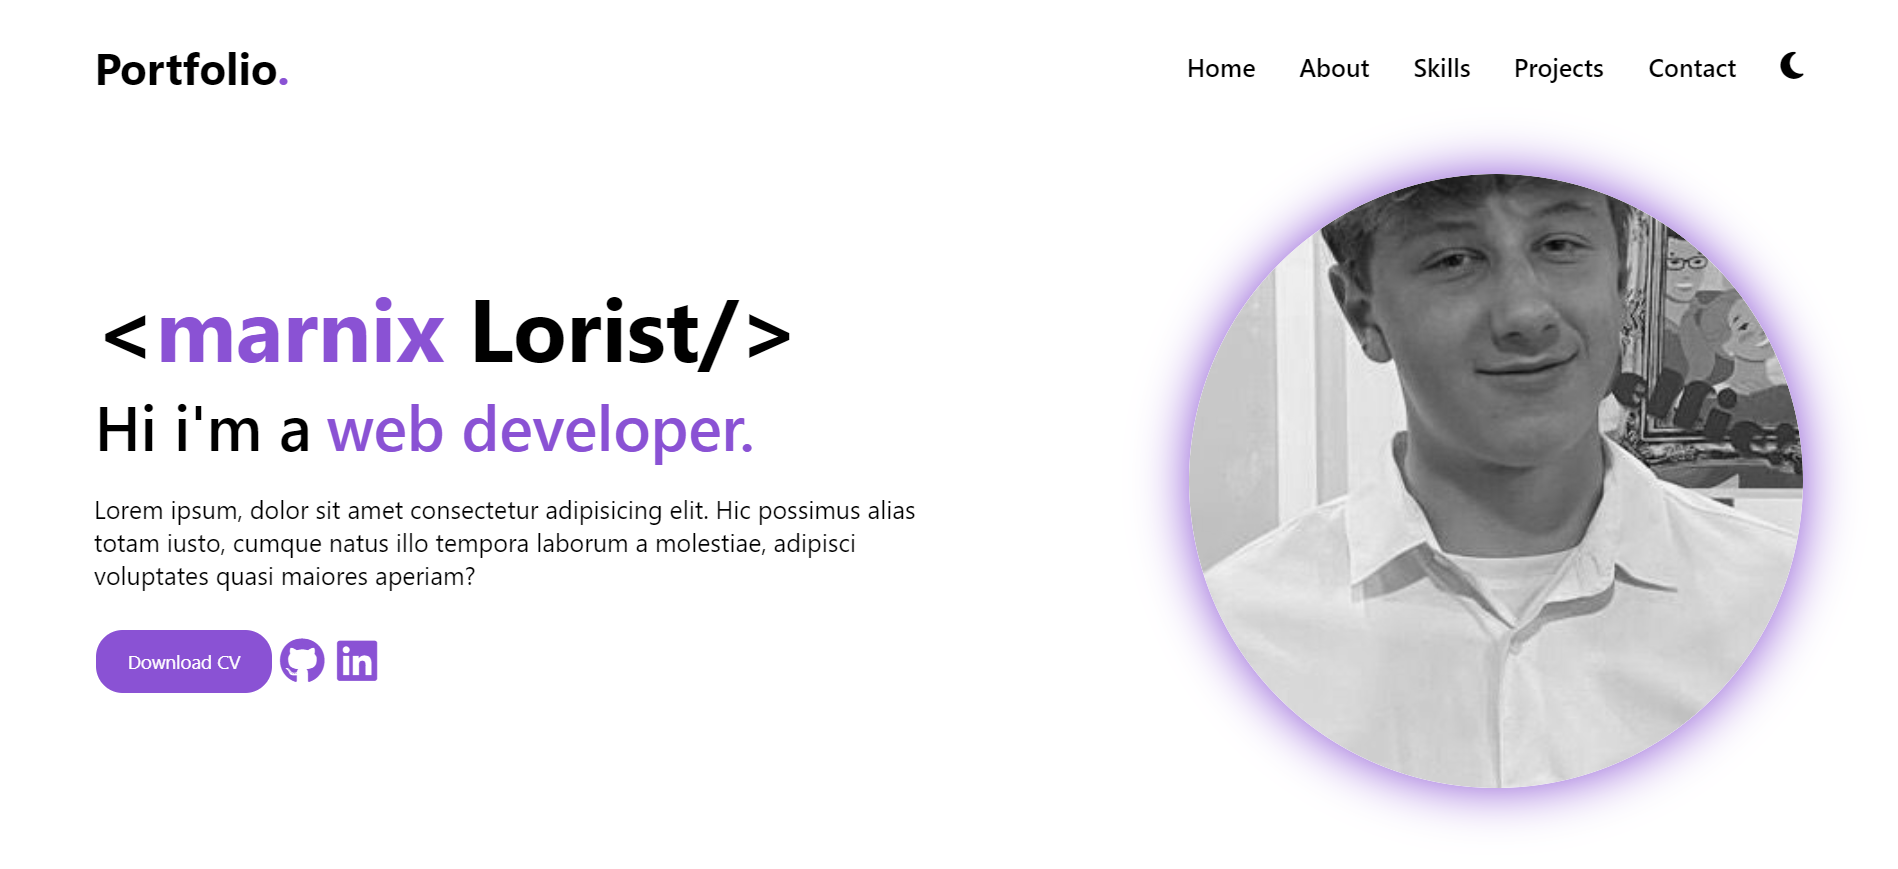 Portfolio.
Home About Skills Projects Contact
<marnix Lorist/>
Hi i'm a web developer.
Lorem ipsum, dolor sit amet consectetur adipisicing elit. Hic possimus alias
totam iusto, cumque natus illo tempora laborum a molestiae, adipisci
voluptates quasi maiores aperiam?
Download CV
in